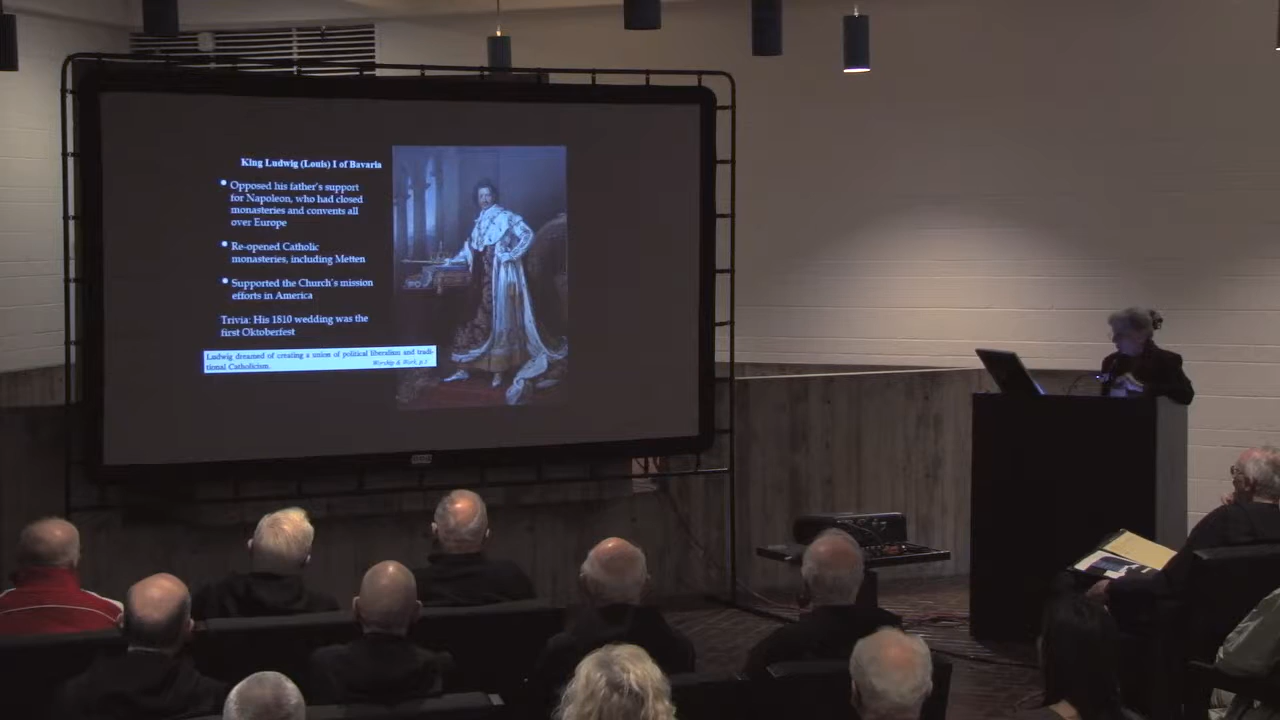 King Ludwig (Louis) I of Bavaria
• Opposed his father's support
for Napoleon, who had closed
monasteries and convents all
over Europe
• Re-opened Catholic
monasteries, including Metten
• Supported the Church's mission
efforts in America
Trivia: His 1810 wedding was the
first Oktoberfest
Ludwig dreamed of creating a union of political liberalism and tradi-
tional Catholicism.
Worship & Work, p.1